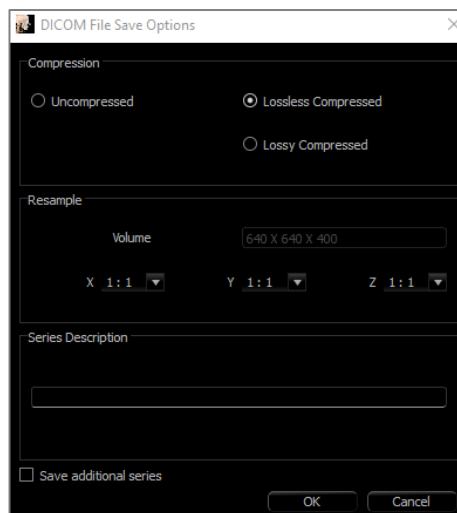 DICOM File Save Options
Compression
Uncompressed
Lossless Compressed
Lossy Compressed
Resample
Volume 640 X 640 X 400
X 1:1 Y 1:1 Z 1:1
Series Description
Save additional series
OK Cancel